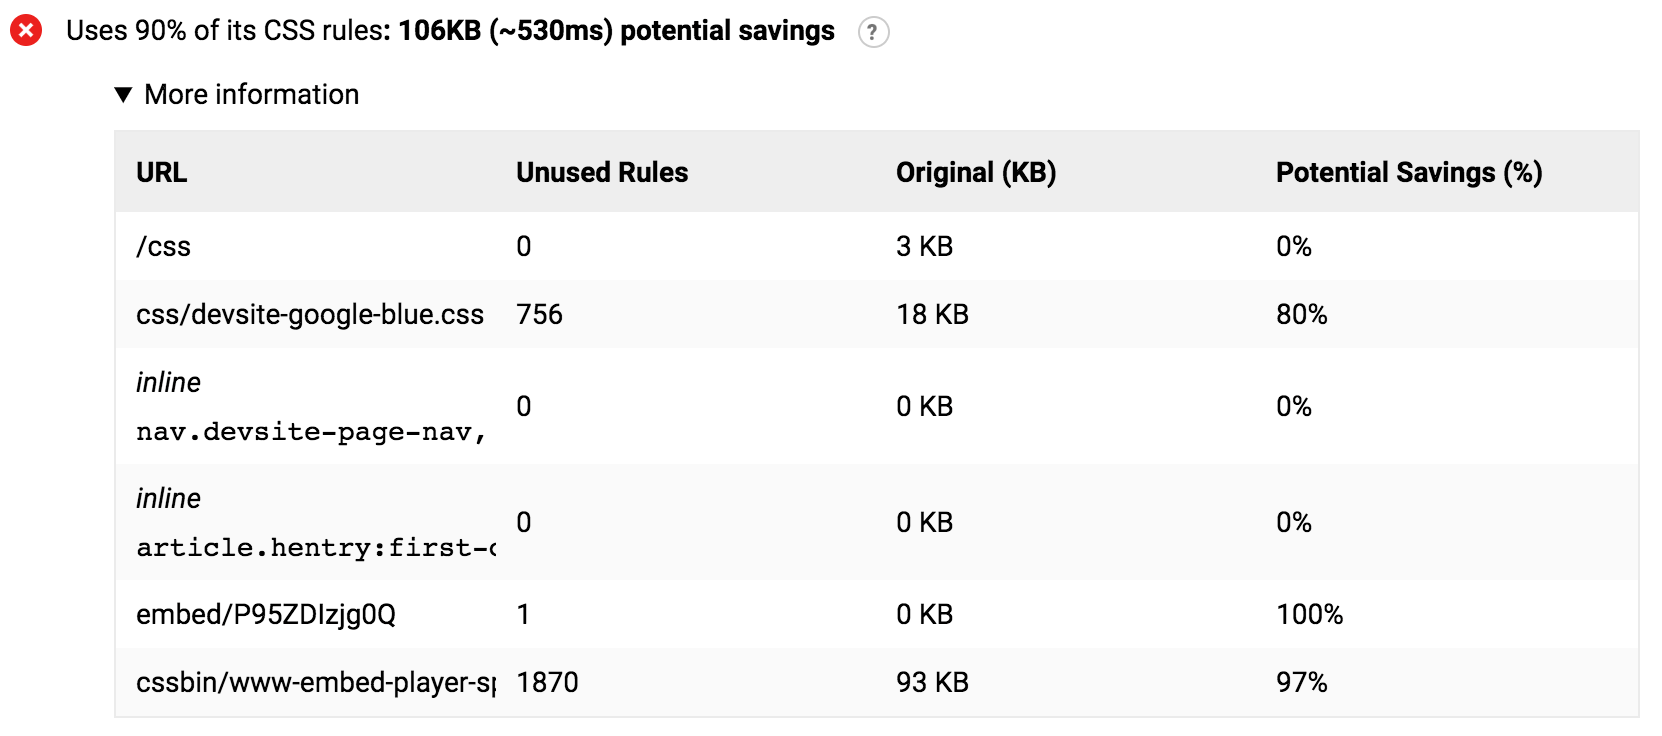 Uses 90% of its CSS rules: 106KB (~530ms) potential savings ?
▼ More information
URL Unused Rules Original (KB) Potential Savings (%)
/css 0 3 KB 0%
css/devsite-google-blue.css 756 18 KB 80%
inline
nav.devsite-page-nav, 0 0 KB 0%
inline
article.hentry:first-c 0 0 KB 0%
embed/P95ZDIzjg0Q 1 0 KB 100%
cssbin/www-embed-player-sp 1870 93 KB 97%